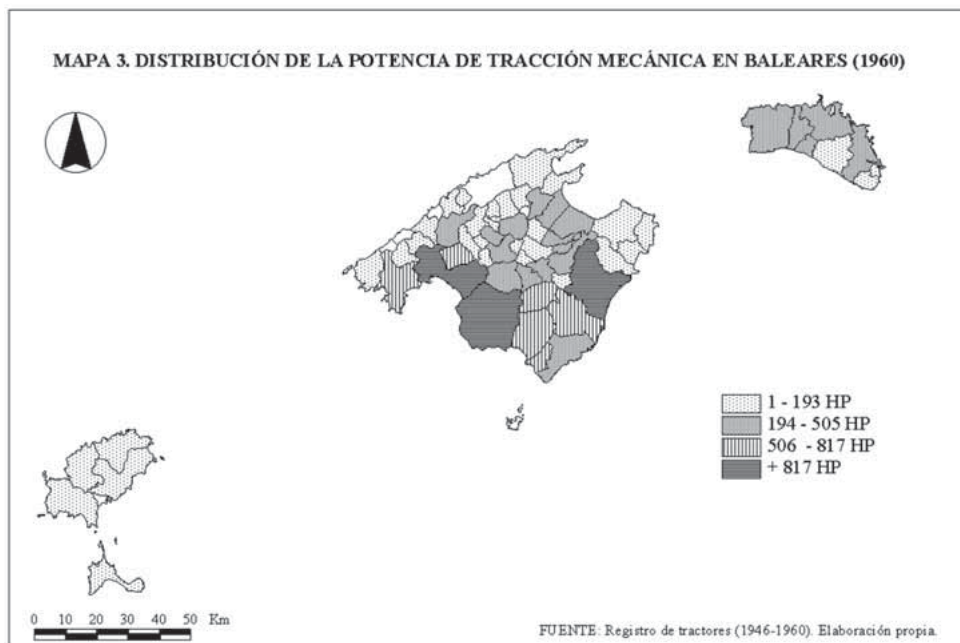 MAPA 3. DISTRIBUCIÓN DE LA POTENCIA DE TRACCIÓN MECÁNICA EN BALEARES (1960)
1 - 193 HP
194 - 505 HP
506 - 817 HP
+ 817 HP
0 10 20 30 40 50 Km
FUENTE: Registro de tractores (1946-1960). Elaboración propia.